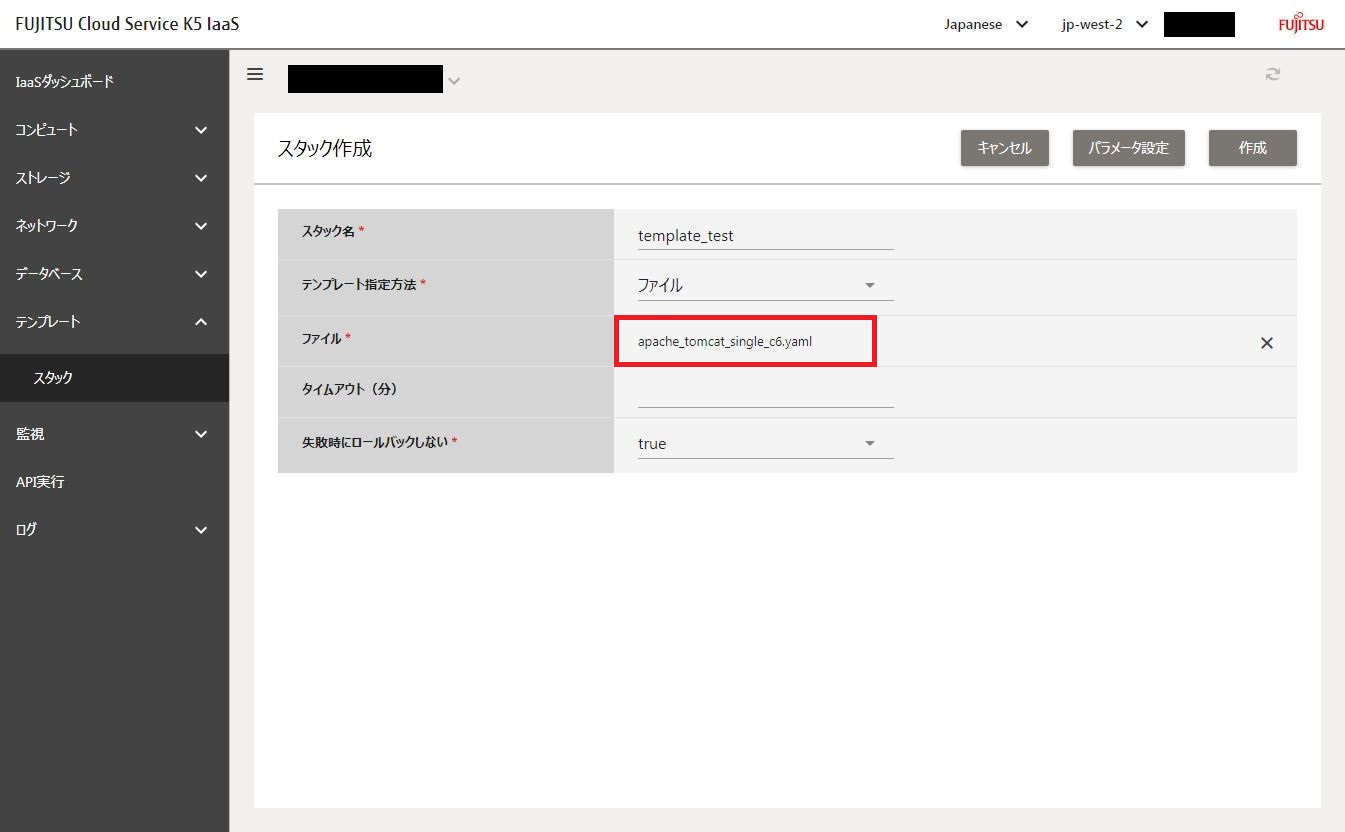 FUJITSU Cloud Service K5 IaaS
Japanese
jp-west-2
FUJITSU
IaaSダッシュボード
コンピュート
ストレージ
ネットワーク
データベース
テンプレート
スタック
監視
API実行
ログ
スタック作成
キャンセル
パラメータ設定
作成
スタック名 *
template_test
テンプレート指定方法 *
ファイル
ファイル *
apache_tomcat_single_c6.yaml
タイムアウト（分）
失敗時にロールバックしない *
true